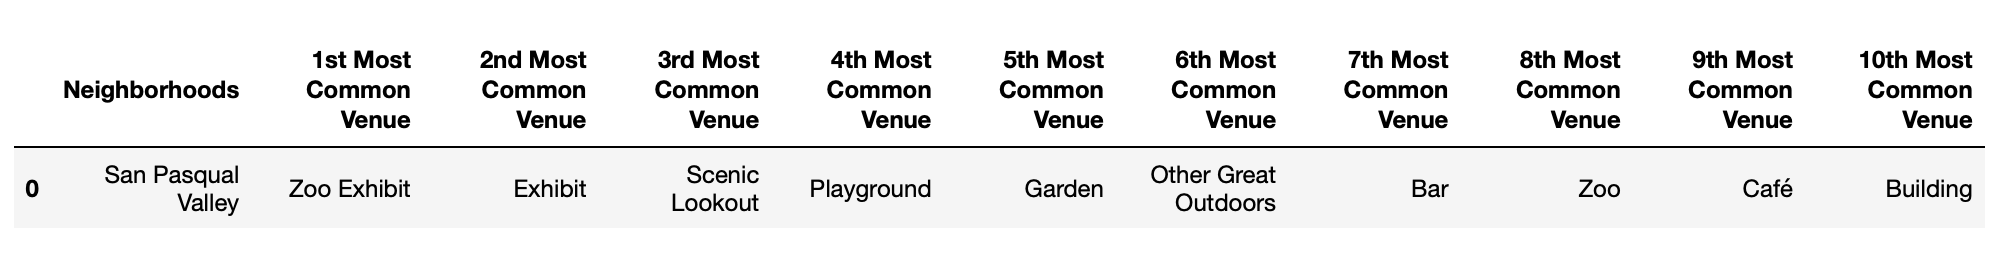 Neighborhoods 1st Most Common Venue 2nd Most Common Venue 3rd Most Common Venue 4th Most Common Venue 5th Most Common Venue 6th Most Common Venue 7th Most Common Venue 8th Most Common Venue 9th Most Common Venue 10th Most Common Venue
0 San Pasqual Valley Zoo Exhibit Exhibit Scenic Lookout Playground Garden Other Great Outdoors Bar Zoo Café Building